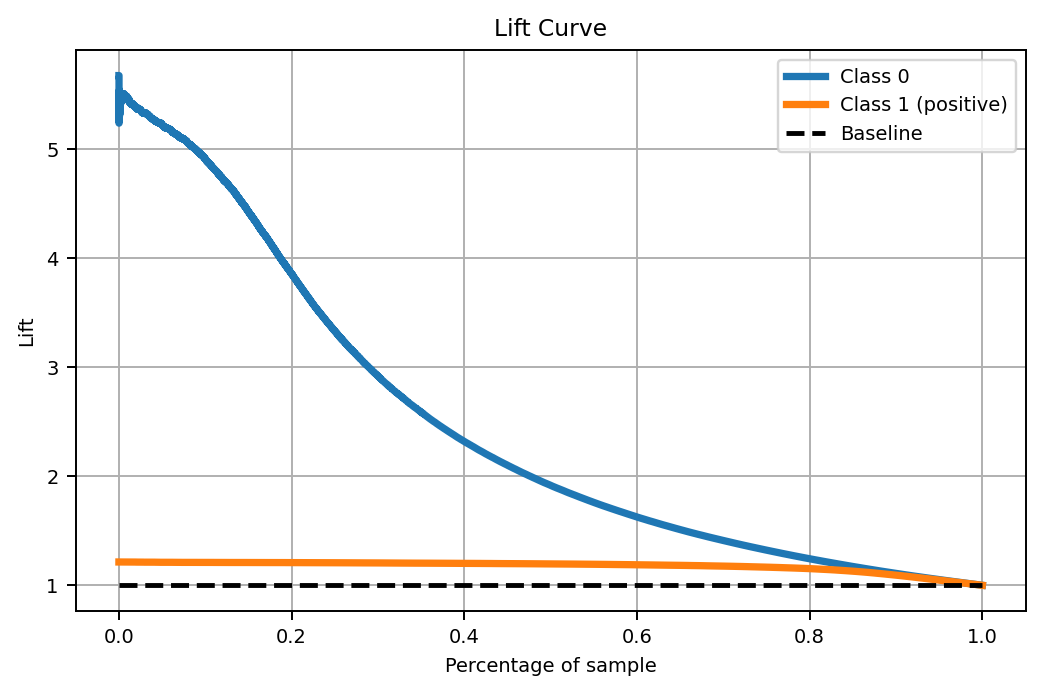 Lift Curve
Class 0
Class 1 (positive)
Baseline
Lift
5
4
3
2
1
0.0 0.2 0.4 0.6 0.8 1.0
Percentage of sample